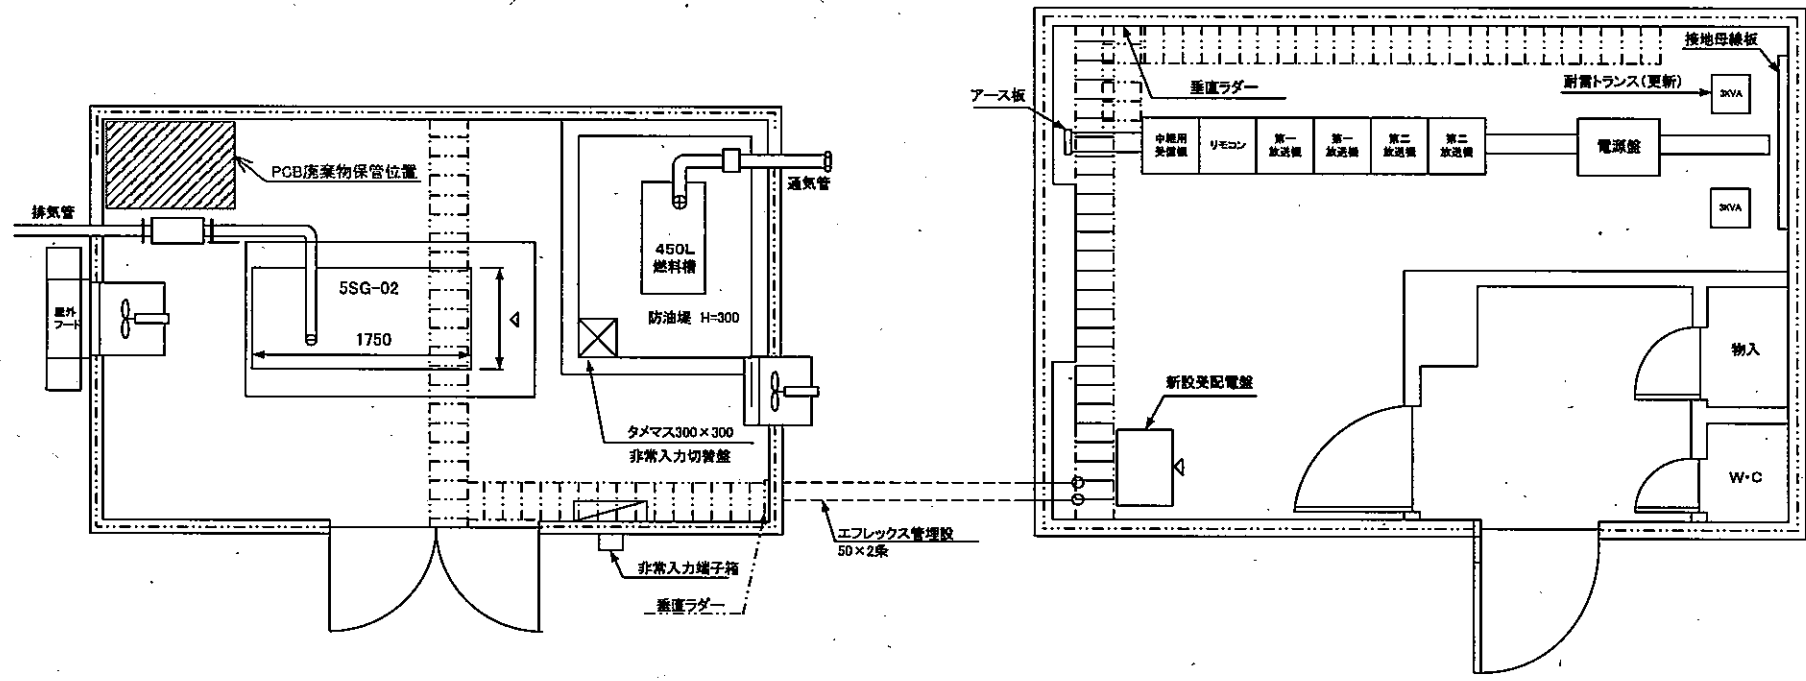 排気管
PCB廃棄物保管位置
屋外
フード
5SG-02
1750
450L
燃料槽
防油堤 H=300
通気管
タメマス300×300
非常入力切替盤
エフレックス管埋設
50×2条
非常入力端子箱
垂直ラダー
アース板
垂直ラダー
接地母線板
耐雷トランス(更新)
3KVA
中継用
受信機
リモコン
第一
放送機
第一
放送機
第二
放送機
第二
放送機
電源盤
3KVA
新設受配電盤
物入
W・C